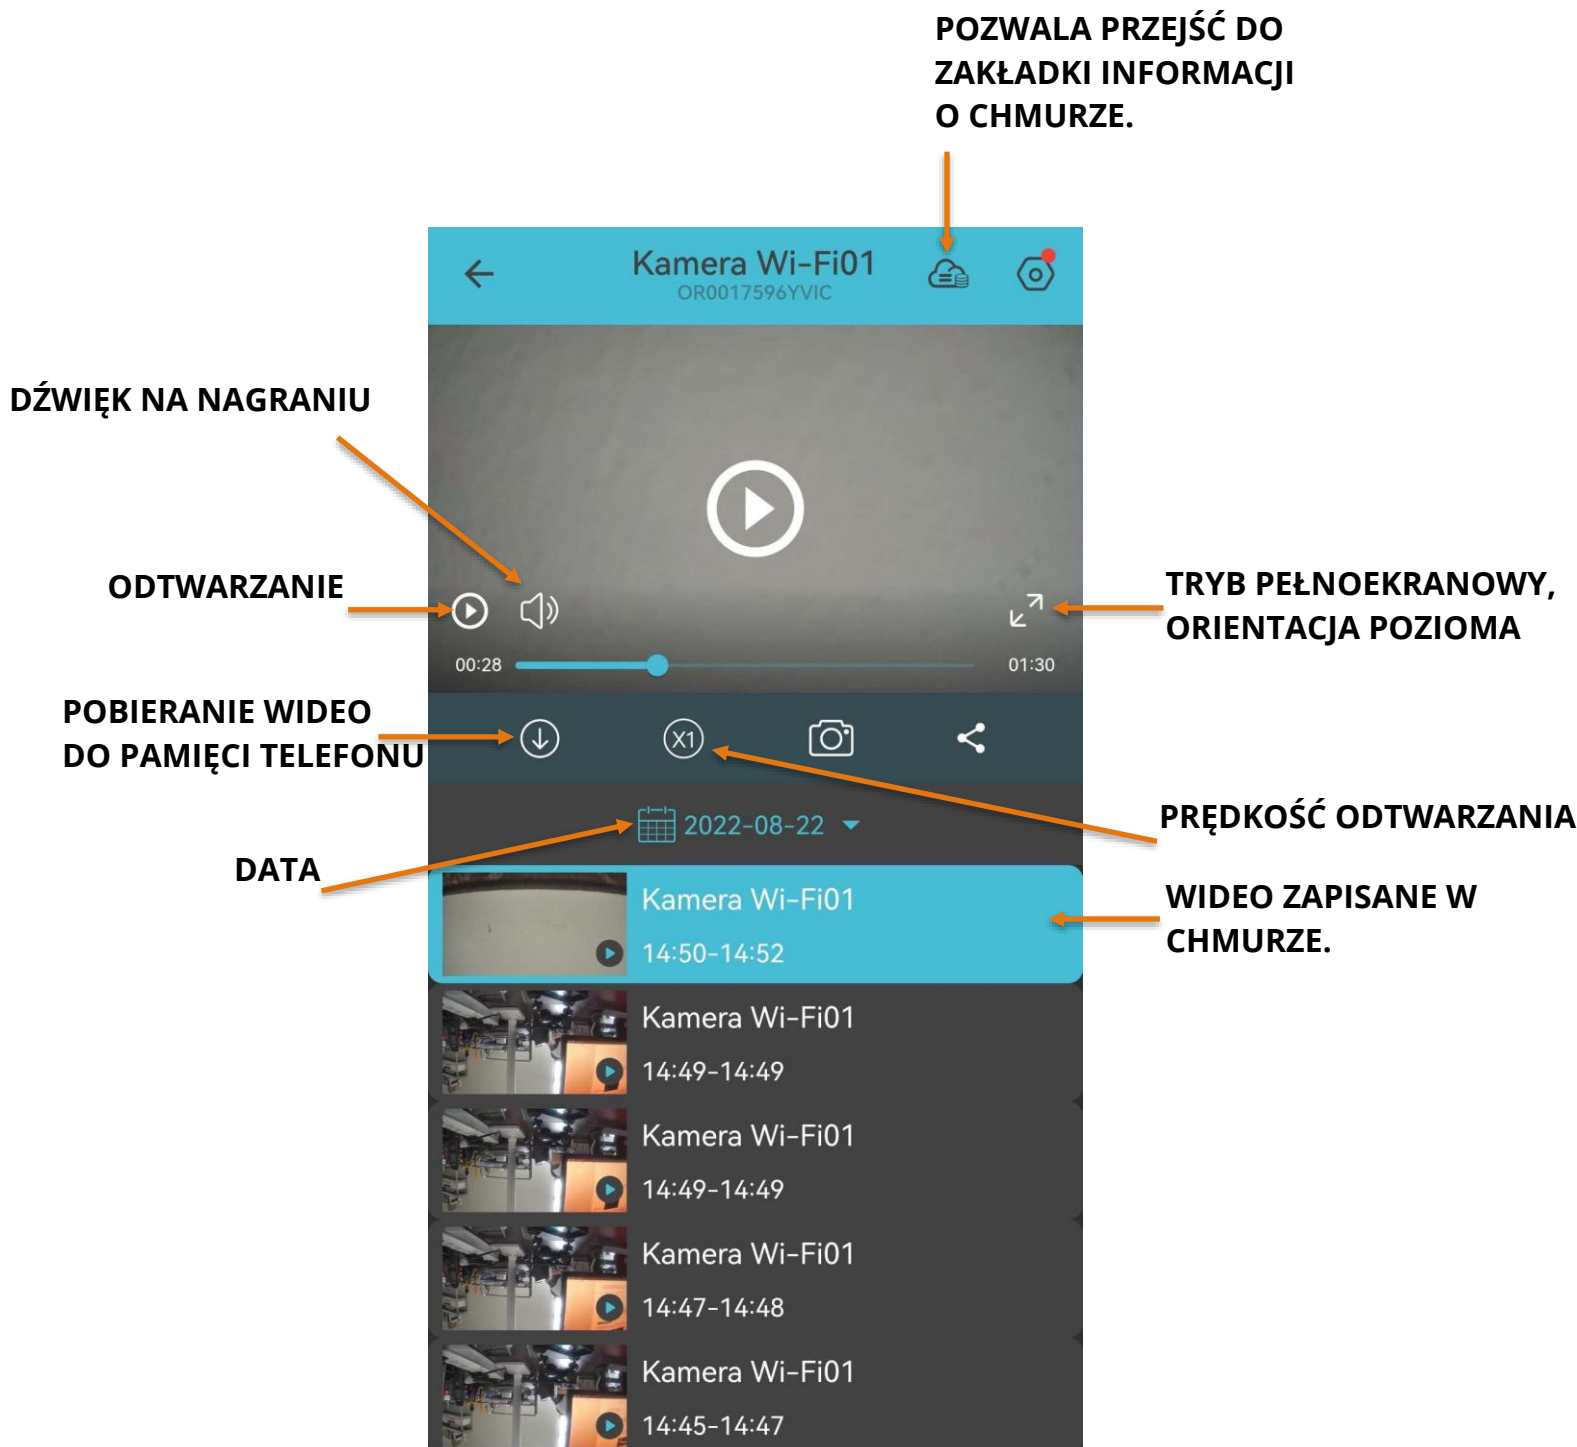 POZWALA PRZEJŚĆ DO
ZAKŁADKI INFORMACJI
O CHMURZE.
Kamera Wi-Fi01
OR0017596YVIC
DŹWIĘK NA NAGRANIU
ODTWARZANIE
TRYB PEŁNOEKRANOWY,
ORIENTACJA POZIOMA
00:28
01:30
POBIERANIE WIDEO
DO PAMIĘCI TELEFONU
X1
PRĘDKOŚĆ ODTWARZANIA
2022-08-22
DATA
WIDEO ZAPISANE W
CHMURZE.
Kamera Wi-Fi01
14:50-14:52
Kamera Wi-Fi01
14:49-14:49
Kamera Wi-Fi01
14:49-14:49
Kamera Wi-Fi01
14:47-14:48
Kamera Wi-Fi01
14:45-14:47